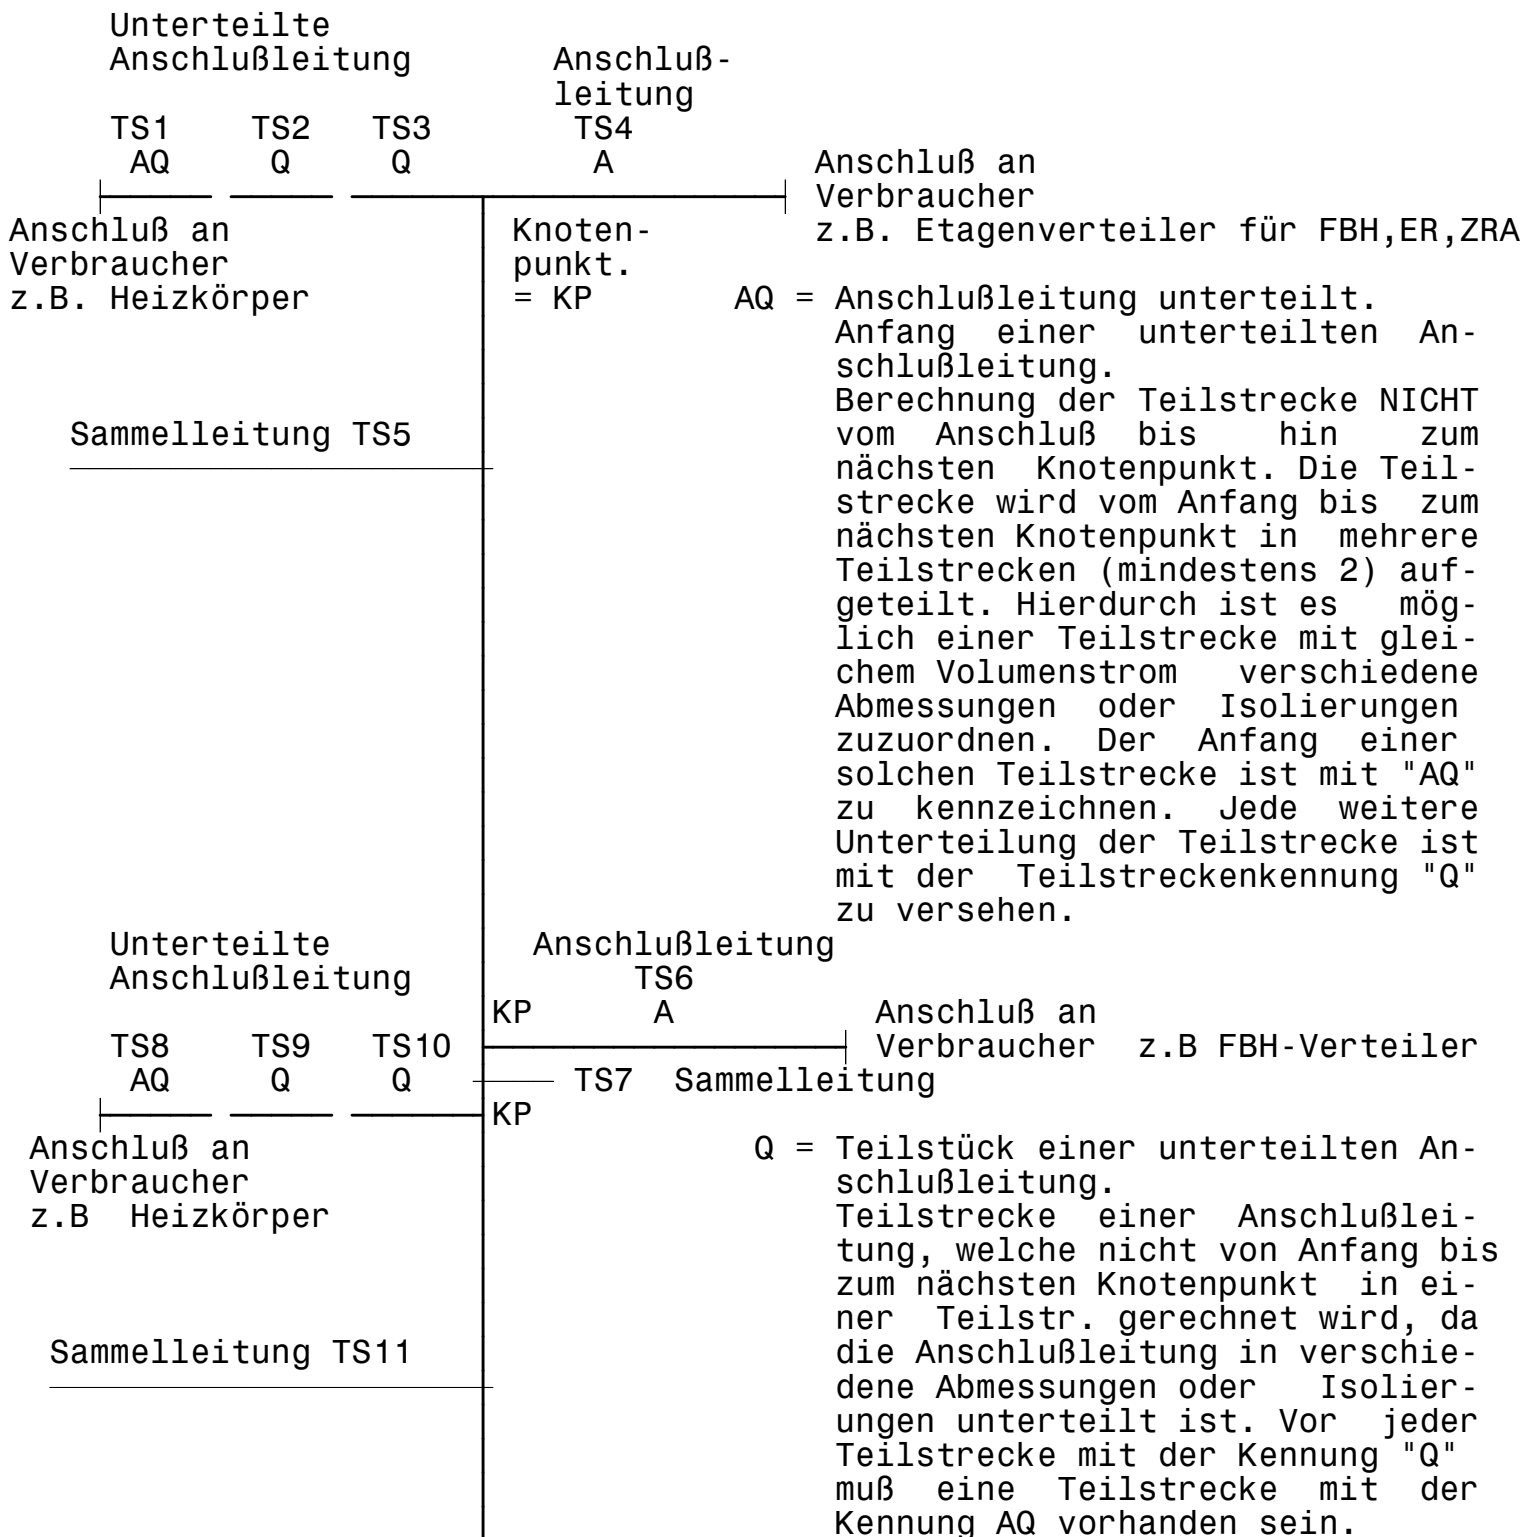 Unterteilte
Anschlußleitung Anschluß-
leitung
TS1 TS2 TS3 TS4
AQ Q Q A Anschluß an
Verbraucher
Anschluß an Knoten- z.B. Etagenverteiler für FBH,ER,ZRA
Verbraucher punkt.
z.B. Heizkörper = KP AQ = Anschlußleitung unterteilt.
Anfang einer unterteilten An-
schlußleitung.
Berechnung der Teilstrecke NICHT
Sammelleitung TS5 vom Anschluß bis hin zum
nächsten Knotenpunkt. Die Teil-
strecke wird vom Anfang bis zum
nächsten Knotenpunkt in mehrere
Teilstrecken (mindestens 2) auf-
geteilt. Hierdurch ist es mög-
lich einer Teilstrecke mit glei-
chem Volumenstrom verschiedene
Abmessungen oder Isolierungen
zuzuordnen. Der Anfang einer
solchen Teilstrecke ist mit "AQ"
zu kennzeichnen. Jede weitere
Unterteilung der Teilstrecke ist
mit der Teilstreckenkennung "Q"
zu versehen.
Unterteilte Anschlußleitung
Anschlußleitung TS6
KP A Anschluß an
TS8 TS9 TS10 Verbraucher z.B FBH-Verteiler
AQ Q Q TS7 Sammelleitung
KP
Anschluß an Q = Teilstück einer unterteilten An-
Verbraucher schlußleitung.
z.B Heizkörper Teilstrecke einer Anschlußlei-
tung, welche nicht von Anfang bis
zum nächsten Knotenpunkt in ei-
ner Teilstr. gerechnet wird, da
Sammelleitung TS11 die Anschlußleitung in verschie-
dene Abmessungen oder Isolier-
ungen unterteilt ist. Vor jeder
Teilstrecke mit der Kennung "Q"
muß eine Teilstrecke mit der
Kennung AQ vorhanden sein.